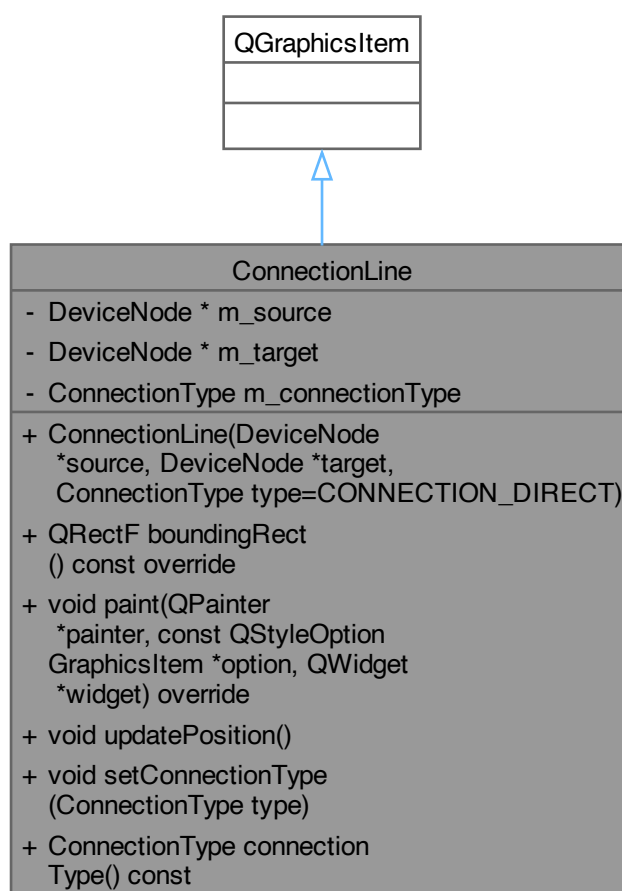 QGraphicsItem
ConnectionLine
- DeviceNode * m_source
- DeviceNode * m_target
- ConnectionType m_connectionType
+ ConnectionLine(DeviceNode
*source, DeviceNode *target,
ConnectionType type=CONNECTION_DIRECT)
+ QRectF boundingRect
() const override
+ void paint(QPainter
*painter, const QStyleOption
GraphicsItem *option, QWidget
*widget) override
+ void updatePosition()
+ void setConnectionType
(ConnectionType type)
+ ConnectionType connection
Type() const